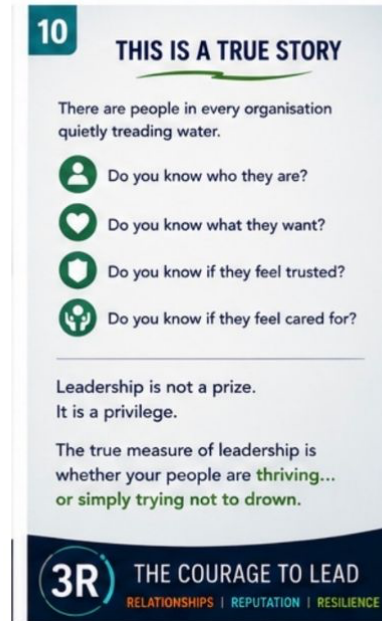 10
THIS IS A TRUE STORY
There are people in every organisation
quietly treading water.
Do you know who they are?
Do you know what they want?
Do you know if they feel trusted?
Do you know if they feel cared for?
Leadership is not a prize.
It is a privilege.
The true measure of leadership is
whether your people are thriving...
or simply trying not to drown.
3R
THE COURAGE TO LEAD
RELATIONSHIPS | REPUTATION | RESILIENCE